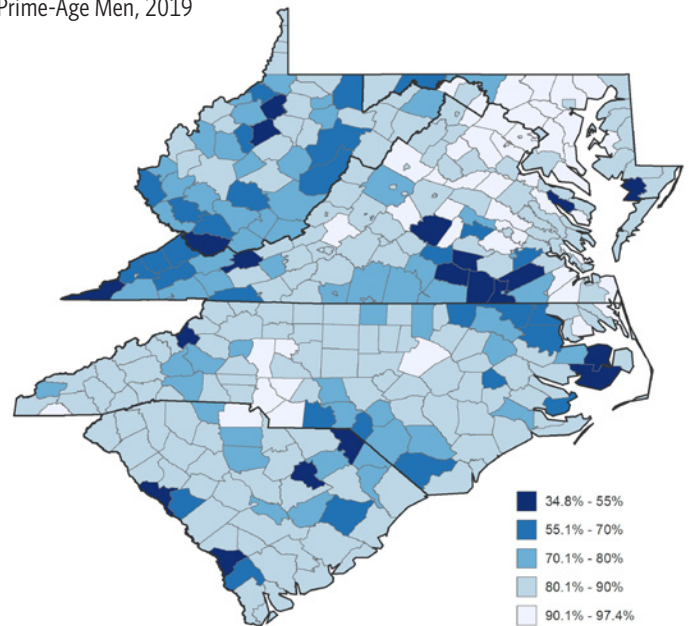 Prime-Age Men, 2019
34.8% - 55%
55.1% - 70%
70.1% - 80%
80.1% - 90%
90.1% - 97.4%